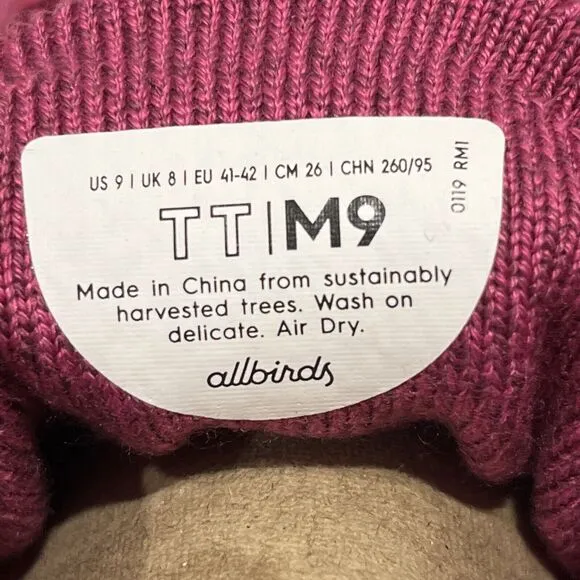 US 9 | UK 8 | EU 41-42 | CM 26 | CHN 260/95
0119 RM1
TT|M9
Made in China from sustainably
harvested trees. Wash on
delicate. Air Dry.
allbirds